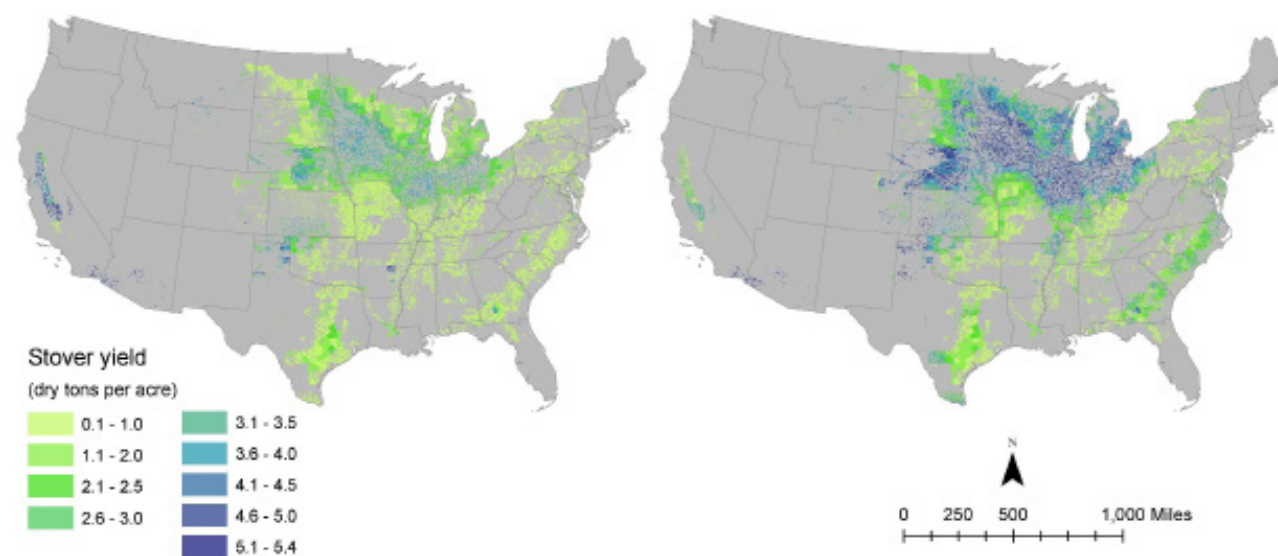 Stover yield
(dry tons per acre)
0.1 - 1.0
1.1 - 2.0
2.1 - 2.5
2.6 - 3.0
3.1 - 3.5
3.6 - 4.0
4.1 - 4.5
4.6 - 5.0
5.1 - 5.4
N
0 250 500 1,000 Miles